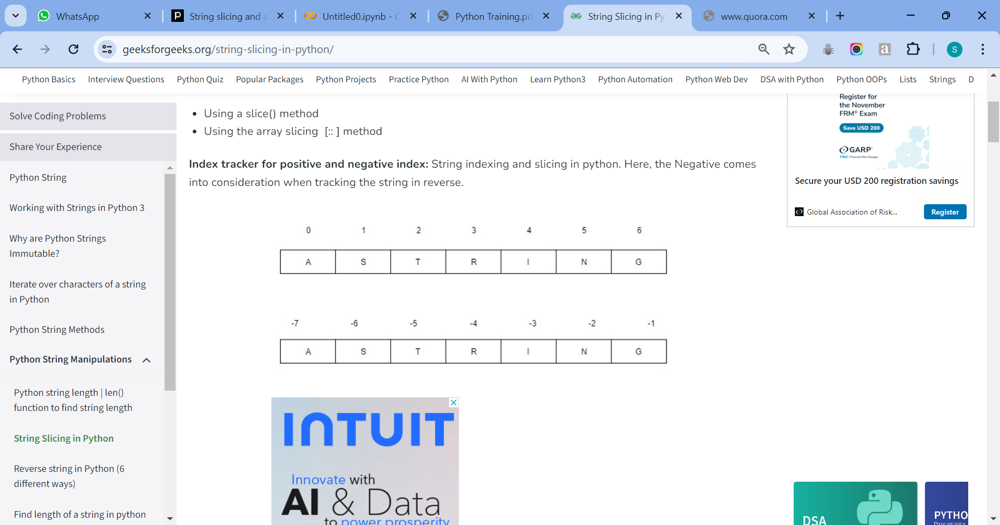 WhatsApp
String slicing and a
Untitled0.ipynb - C
Python Training.pd
String Slicing in Py
www.quora.com
geeksforgeeks.org/string-slicing-in-python/
S
Python Basics Interview Questions Python Quiz Popular Packages Python Projects Practice Python AI With Python Learn Python3 Python Automation Python Web Dev DSA with Python Python OOPs Lists Strings D
Solve Coding Problems
Share Your Experience
Python String
Working with Strings in Python 3
Why are Python Strings
Immutable?
Iterate over characters of a string
in Python
Python String Methods
Python String Manipulations
Python string length | len()
function to find string length
String Slicing in Python
Reverse string in Python (6
different ways)
Find length of a string in python
• Using a slice() method
• Using the array slicing [:: ] method
Index tracker for positive and negative index: String indexing and slicing in python. Here, the Negative comes
into consideration when tracking the string in reverse.
0 1 2 3 4 5 6
A S T R I N G
-7 -6 -5 -4 -3 -2 -1
A S T R I N G
INTUIT
Innovate with
AI & Data
to power prosperity
Register for
the November
FRM® Exam
Save USD 200
GARP
FRM | Financial Risk Manager
Secure your USD 200 registration savings
Global Association of Risk...
Register
DSA
PYTHO
Programming